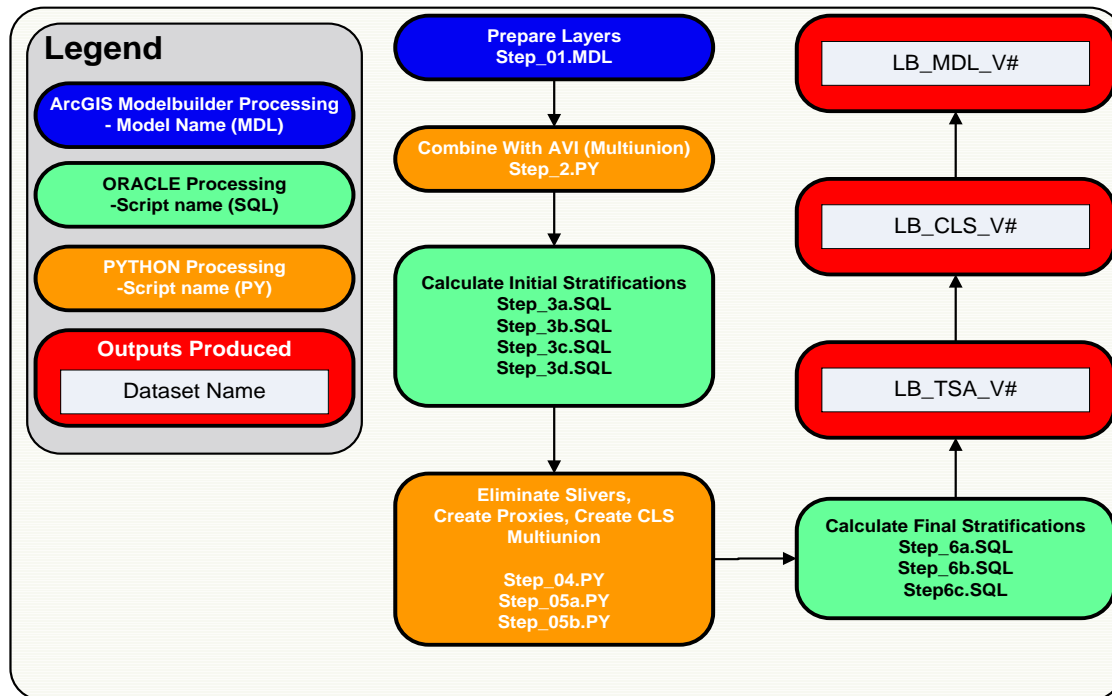 Legend
ArcGIS Modelbuilder Processing
- Model Name (MDL)
ORACLE Processing
-Script name (SQL)
PYTHON Processing
-Script name (PY)
Outputs Produced
Dataset Name
Prepare Layers
Step_01.MDL
Combine With AVI (Multiunion)
Step_2.PY
Calculate Initial Stratifications
Step_3a.SQL
Step_3b.SQL
Step_3c.SQL
Step_3d.SQL
Eliminate Slivers,
Create Proxies, Create CLS
Multiunion
Step_04.PY
Step_05a.PY
Step_05b.PY
Calculate Final Stratifications
Step_6a.SQL
Step_6b.SQL
Step6c.SQL
LB_TSA_V#
LB_CLS_V#
LB_MDL_V#